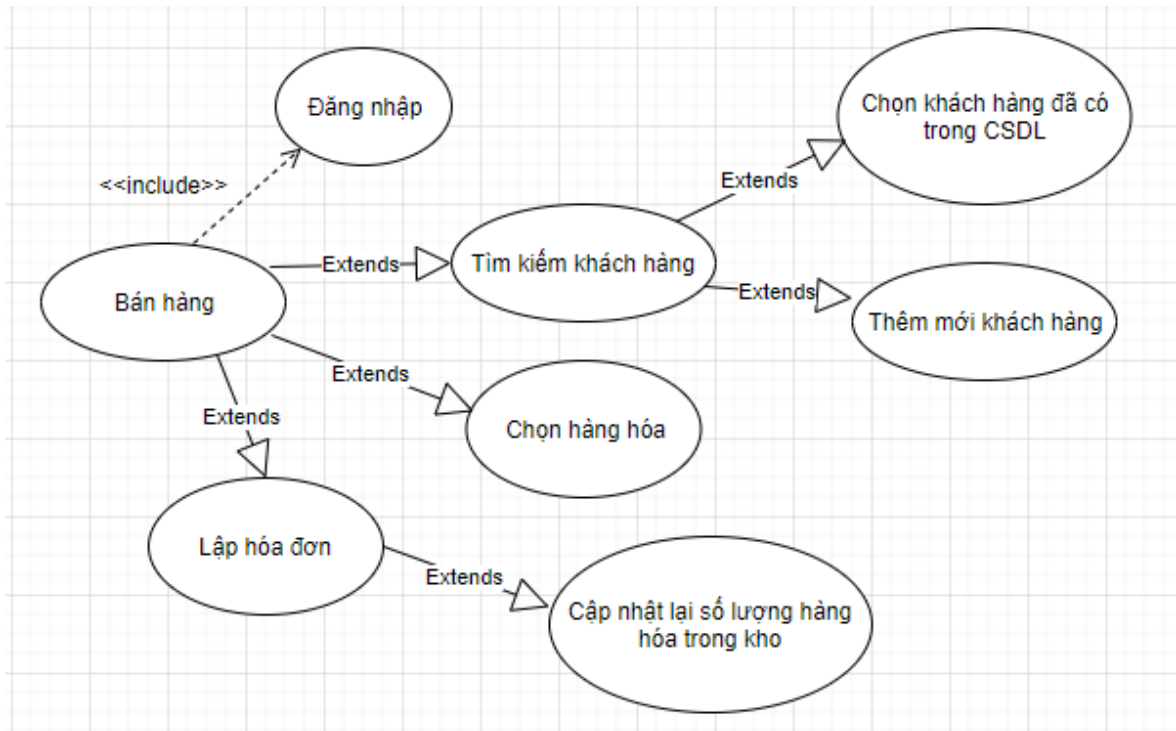 Đăng nhập
Chọn khách hàng đã có
trong CSDL
<<include>>
Extends
Bán hàng
Extends
Tìm kiếm khách hàng
Extends
Thêm mới khách hàng
Extends
Chọn hàng hóa
Extends
Lập hóa đơn
Extends
Cập nhật lại số lượng hàng
hóa trong kho